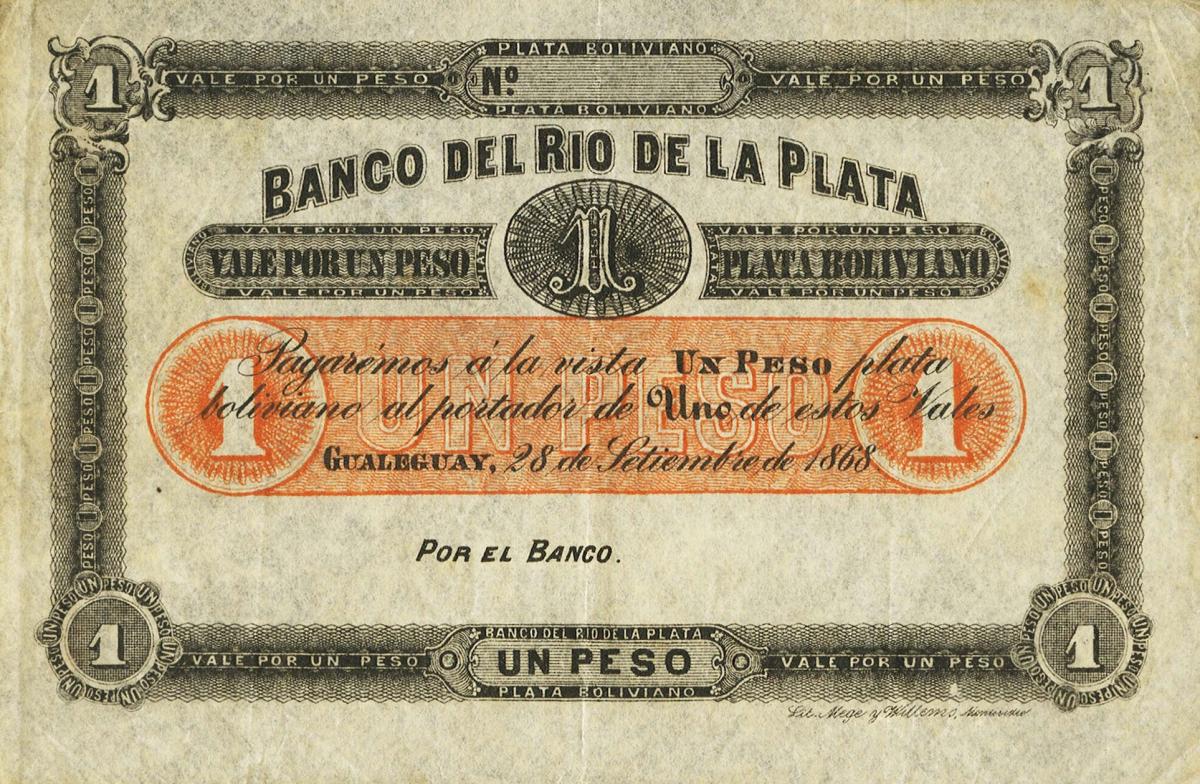 PLATA BOLIVIANO
1 VALE POR UN PESO Nº. VALE POR UN PESO 1
PLATA BOLIVIANO
BANCO DEL RIO DE LA PLATA
VALE POR UN PESO 1 VALE POR UN PESO
VALE POR UN PESO PLATA BOLIVIANO
VALE POR UN PESO VALE POR UN PESO
UN PESO
Pagarémos á la vista UN PESO plata
boliviano al portador de Uno de estos Vales
1 1
GUALEGUAY, 28 de Setiembre de 1868
POR EL BANCO.
BANCO DEL RIO DE LA PLATA
1 VALE POR UN PESO UN PESO VALE POR UN PESO 1
PLATA BOLIVIANO
Lit. Mege y Willems, Montevideo